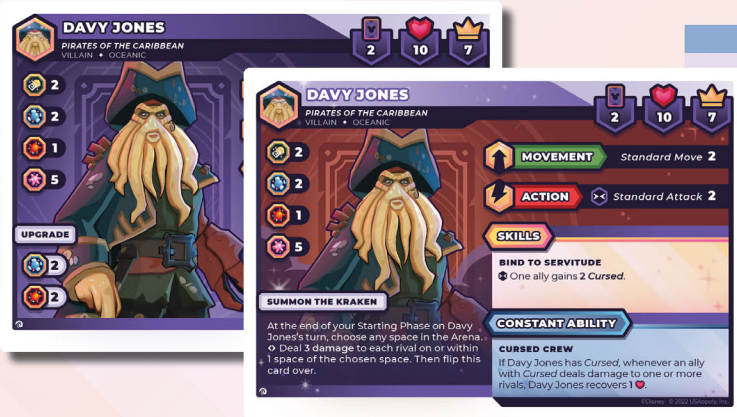 DAVY JONES
PIRATES OF THE CARIBBEAN
VILLAIN • OCEANIC
2 10 7
2
2
1
5
UPGRADE
2
2
DAVY JONES
PIRATES OF THE CARIBBEAN
VILLAIN • OCEANIC
2 10 7
2
2
1
5
MOVEMENT Standard Move 2
ACTION Standard Attack 2
SKILLS
BIND TO SERVITUDE
One ally gains 2 Cursed.
SUMMON THE KRAKEN
At the end of your Starting Phase on Davy
Jones's turn, choose any space in the Arena.
Deal 3 damage to each rival on or within
1 space of the chosen space. Then flip this
card over.
CONSTANT ABILITY
CURSED CREW
If Davy Jones has Cursed, whenever an ally
with Cursed deals damage to one or more
rivals, Davy Jones recovers 1
©Disney © 2022 USAopoly, Inc.